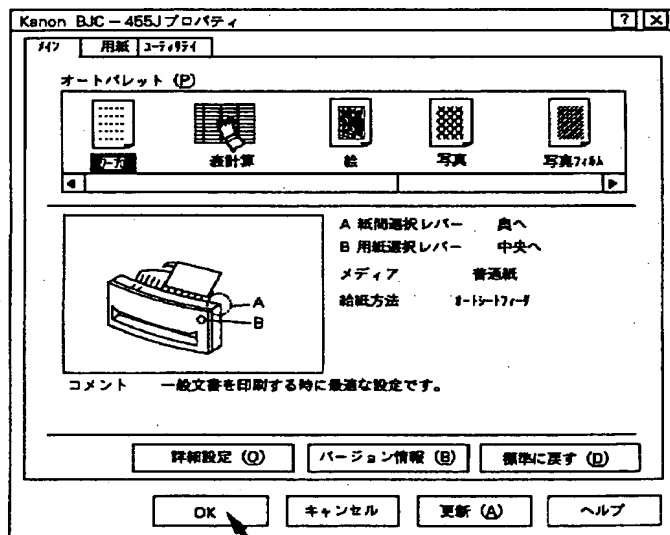 Kanon BJC－455Jプロパティ ? X
メイン 用紙 ユーティリティ
オートパレット (P)
ワープロ 表計算 絵 写真 写真フィルム
A 紙間選択レバー 奥へ
B 用紙選択レバー 中央へ
メディア 普通紙
給紙方法 オートシートフィーダ
A
B
コメント 一般文書を印刷する時に最適な設定です。
詳細設定 (O) バージョン情報 (B) 標準に戻す (D)
OK キャンセル 更新 (A) ヘルプ